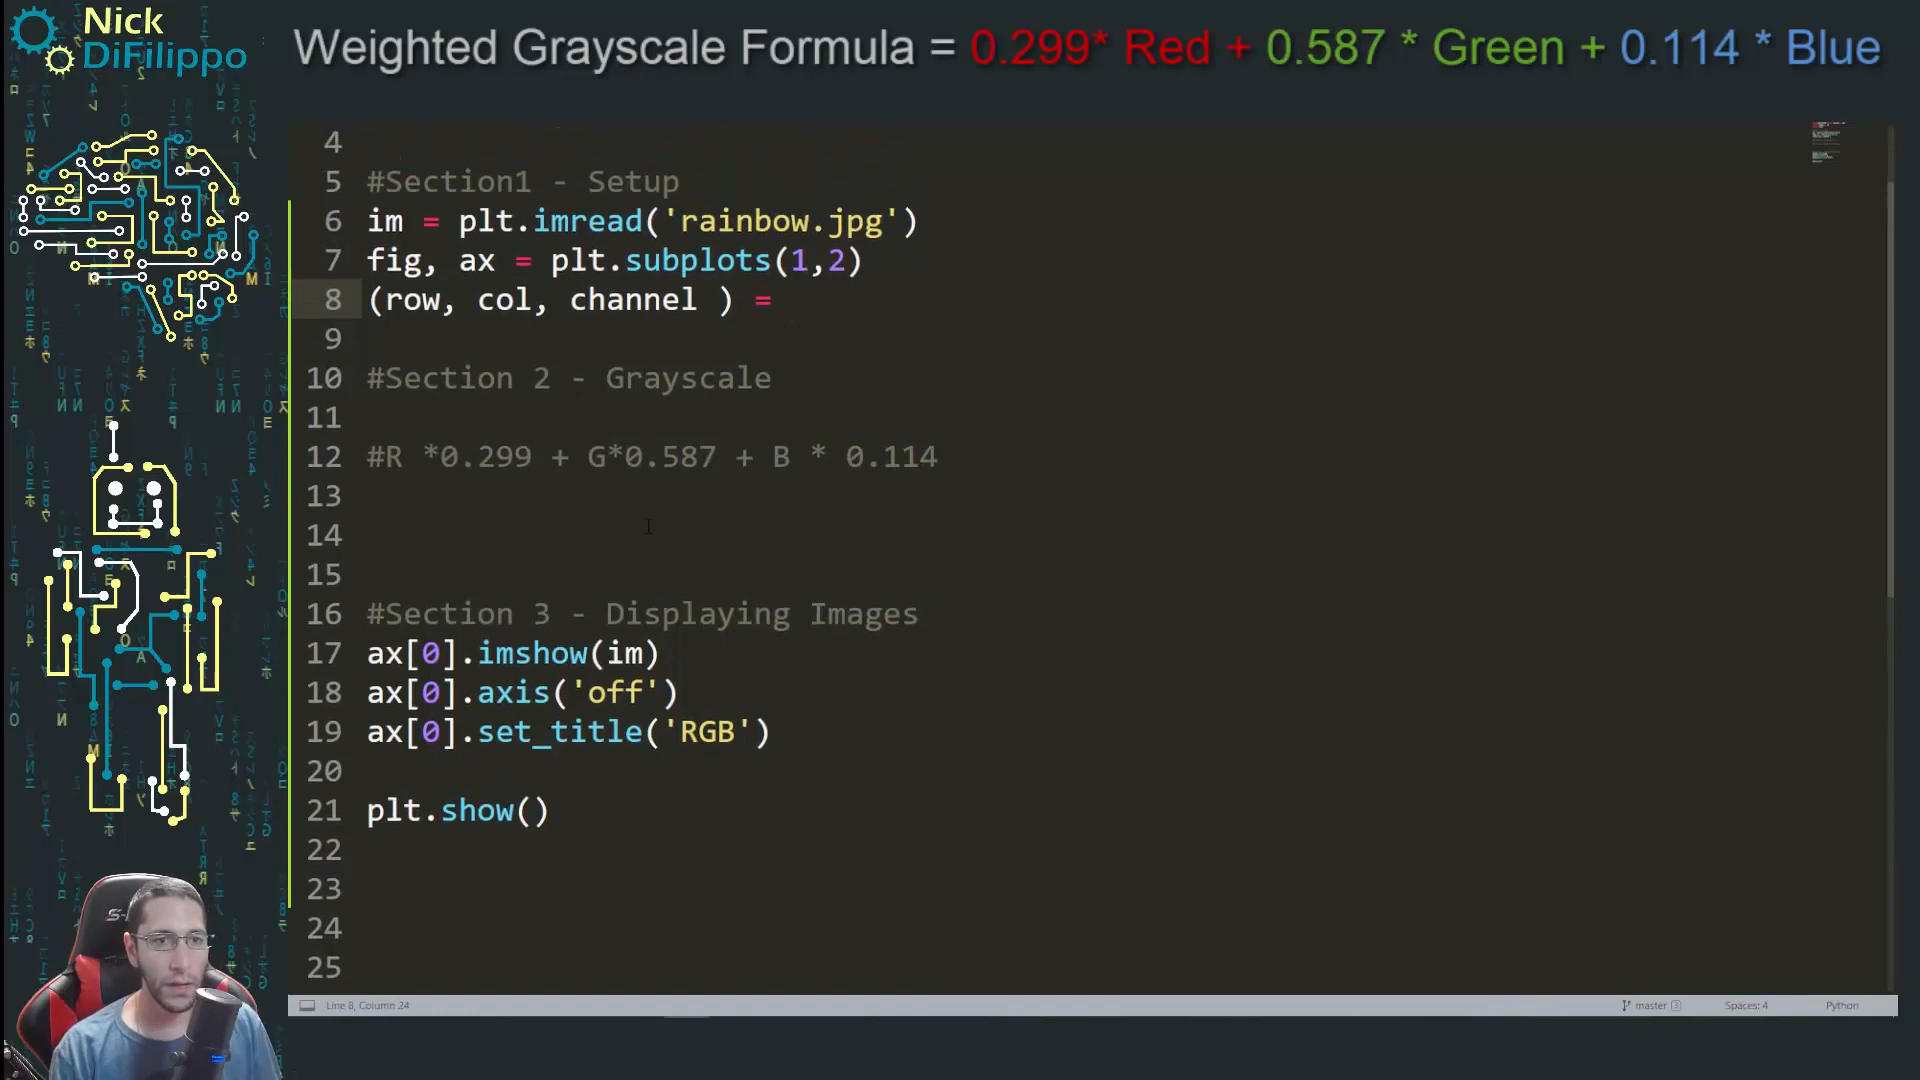 Nick
DiFilippo
Weighted Grayscale Formula = 0.299* Red + 0.587 * Green + 0.114 * Blue
4
5 #Section1 - Setup
6 im = plt.imread('rainbow.jpg')
7 fig, ax = plt.subplots(1,2)
8 (row, col, channel ) =
9
10 #Section 2 - Grayscale
11
12 #R *0.299 + G*0.587 + B * 0.114
13
14
15
16 #Section 3 - Displaying Images
17 ax[0].imshow(im)
18 ax[0].axis('off')
19 ax[0].set_title('RGB')
20
21 plt.show()
22
23
24
25
Line 8, Column 24
master 3
Spaces: 4
Python